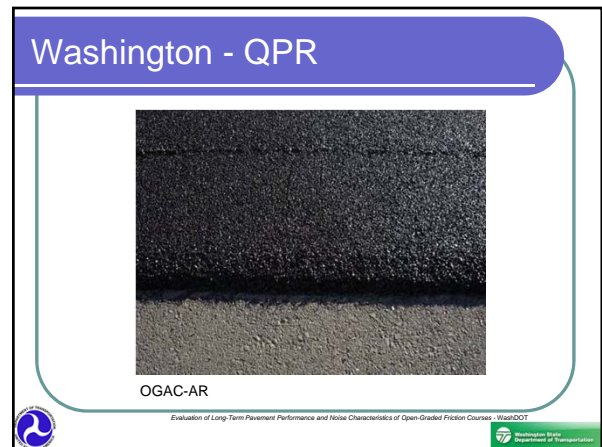 Washington - QPR
OGAC-AR
Evaluation of Long-Term Pavement Performance and Noise Characteristics of Open-Graded Friction Courses - WashDOT
Washington State
Department of Transportation